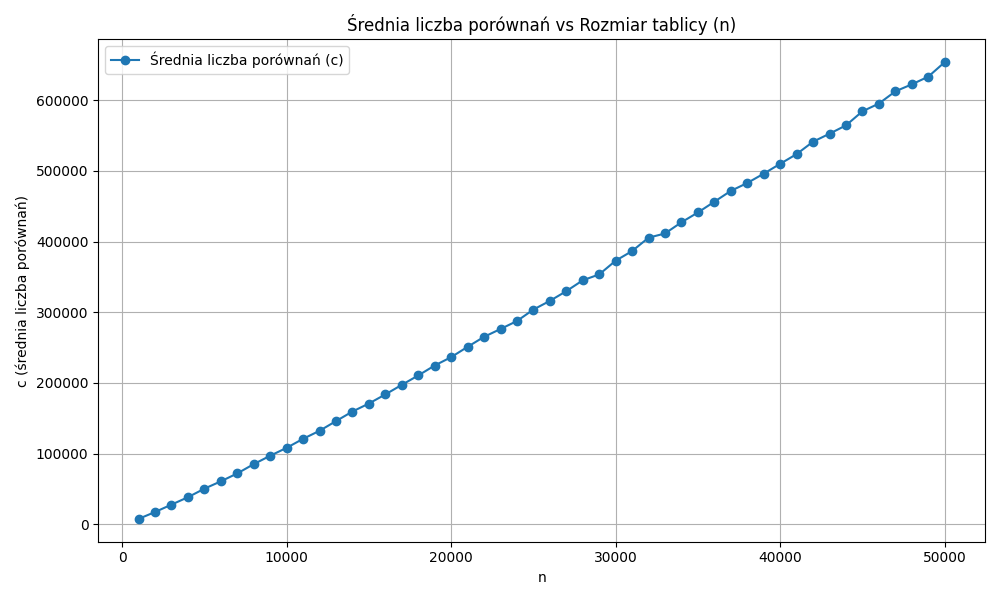 Średnia liczba porównań vs Rozmiar tablicy (n)
Średnia liczba porównań (c)
c (średnia liczba porównań)
600000
500000
400000
300000
200000
100000
0
0 10000 20000 30000 40000 50000
n